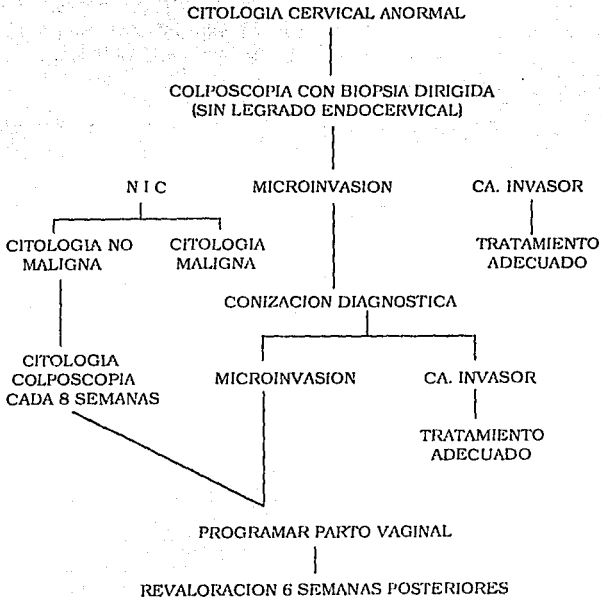 CITOLOGIA CERVICAL ANORMAL
COLPOSCOPIA CON BIOPSIA DIRIGIDA
(SIN LEGRADO ENDOCERVICAL)
N I C
MICROINVASION
CA. INVASOR
CITOLOGIA NO
MALIGNA
CITOLOGIA
MALIGNA
TRATAMIENTO
ADECUADO
CONIZACION DIAGNOSTICA
CITOLOGIA
COLPOSCOPIA
CADA 8 SEMANAS
MICROINVASION
CA. INVASOR
TRATAMIENTO
ADECUADO
PROGRAMAR PARTO VAGINAL
REVALORACION 6 SEMANAS POSTERIORES